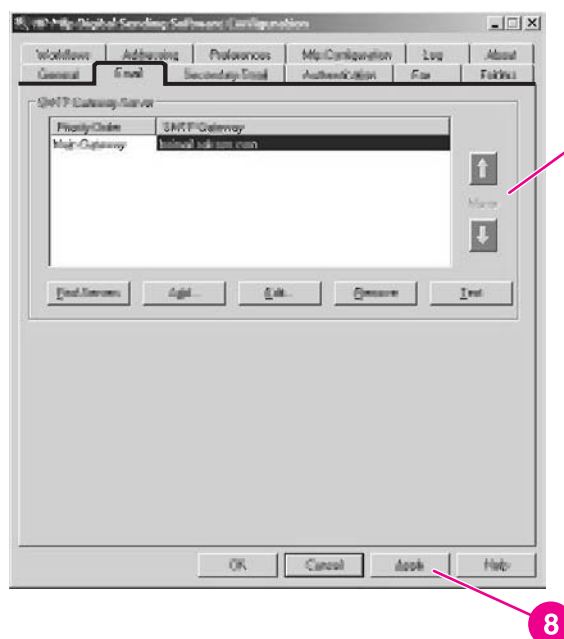 HP Mfp Digital Sending Software Configuration
Workflows Addressing Preferences Mfp Configuration Log About
General Email Secondary Email Authentication Fax Folders
SMTP Gateway Server
Priority Order SMTP Gateway
Main Gateway
Move
Find Servers Add... Edit... Remove Test
OK Cancel Apply Help
8